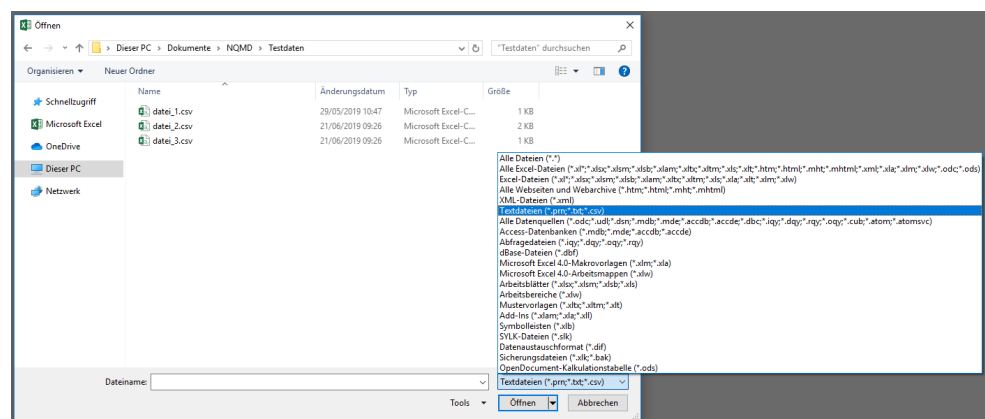 Öffnen
Dieser PC › Dokumente › NQMD › Testdaten
"Testdaten" durchsuchen
Organisieren
Neuer Ordner
Name
Änderungsdatum
Typ
Größe
Schnellzugriff
Microsoft Excel
OneDrive
Dieser PC
Netzwerk
datei_1.csv 29/05/2019 10:47 Microsoft Excel-C... 1 KB
datei_2.csv 21/06/2019 09:26 Microsoft Excel-C... 2 KB
datei_3.csv 21/06/2019 09:26 Microsoft Excel-C... 1 KB
Alle Dateien (*.*)
Alle Excel-Dateien (*.xl*;*.xlsx;*.xlsm;*.xlsb;*.xlam;*.xltx;*.xltm;*.xls;*.xlt;*.htm;*.html;*.mht;*.mhtml;*.xml;*.xla;*.xlm;*.xlw;*.odc;*.ods)
Excel-Dateien (*.xl*;*.xlsx;*.xlsm;*.xlsb;*.xlam;*.xltx;*.xltm;*.xls;*.xla;*.xlt;*.xlm;*.xlw)
Alle Webseiten und Webarchive (*.htm;*.html;*.mht;*.mhtml)
XML-Dateien (*.xml)
Textdateien (*.prn;*.txt;*.csv)
Alle Datenquellen (*.odc;*.udl;*.dsn;*.mdb;*.mde;*.accdb;*.accde;*.dbc;*.iqy;*.dqy;*.rqy;*.oqy;*.cub;*.atom;*.atomsvc)
Access-Datenbanken (*.mdb;*.mde;*.accdb;*.accde)
Abfragedateien (*.iqy;*.dqy;*.oqy;*.rqy)
dBase-Dateien (*.dbf)
Microsoft Excel 4.0-Makrovorlagen (*.xlm;*.xla)
Microsoft Excel 4.0-Arbeitsmappen (*.xlw)
Arbeitsblätter (*.xlsx;*.xlsm;*.xlsb;*.xls)
Arbeitsbereiche (*.xlw)
Mustervorlagen (*.xltx;*.xltm;*.xlt)
Add-Ins (*.xlam;*.xla;*.xll)
Symbolleisten (*.xlb)
SYLK-Dateien (*.slk)
Datenaustauschformat (*.dif)
Sicherungsdateien (*.xlk;*.bak)
OpenDocument-Kalkulationstabelle (*.ods)
Dateiname:
Textdateien (*.prn;*.txt;*.csv)
Tools
Öffnen
Abbrechen